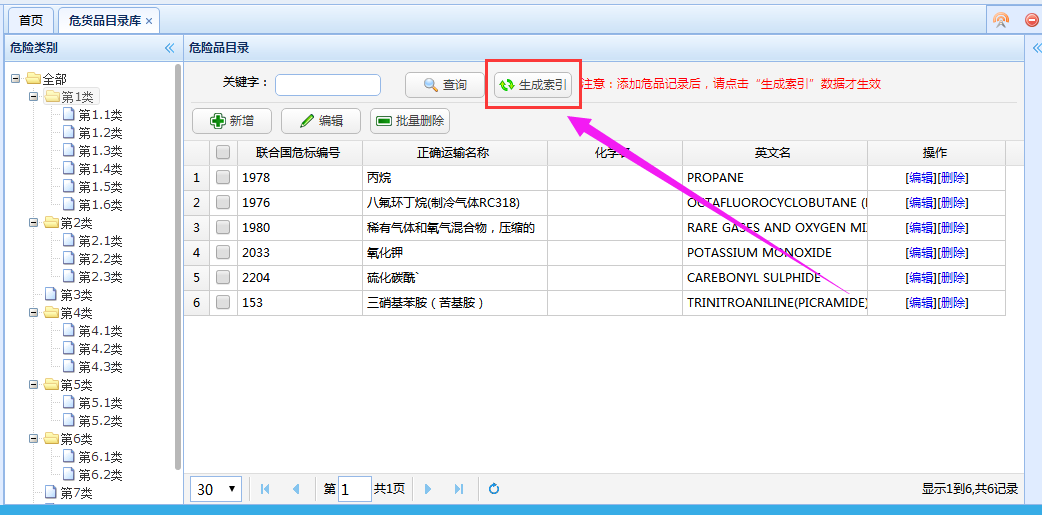 首页 危货品目录库 ×
危险类别
全部
第1类
第1.1类
第1.2类
第1.3类
第1.4类
第1.5类
第1.6类
第2类
第2.1类
第2.2类
第2.3类
第3类
第4类
第4.1类
第4.2类
第4.3类
第5类
第5.1类
第5.2类
第6类
第6.1类
第6.2类
第7类
危险品目录
关键字： 查询 生成索引 注意：添加危品记录后，请点击“生成索引”数据才生效
新增 编辑 批量删除
联合国危标编号 正确运输名称 化学 英文名 操作
1 1978 丙烷 PROPANE [编辑][删除]
2 1976 八氟环丁烷(制冷气体RC318) OCTAFLUOROCYCLOBUTANE ( [编辑][删除]
3 1980 稀有气体和氧气混合物，压缩的 RARE GASES AND OXYGEN MI [编辑][删除]
4 2033 氧化钾 POTASSIUM MONOXIDE [编辑][删除]
5 2204 硫化碳酰` CAREBONYL SULPHIDE [编辑][删除]
6 153 三硝基苯胺（苦基胺） TRINITROANILINE(PICRAMIDE) [编辑][删除]
30 第 1 共1页 显示1到6,共6记录